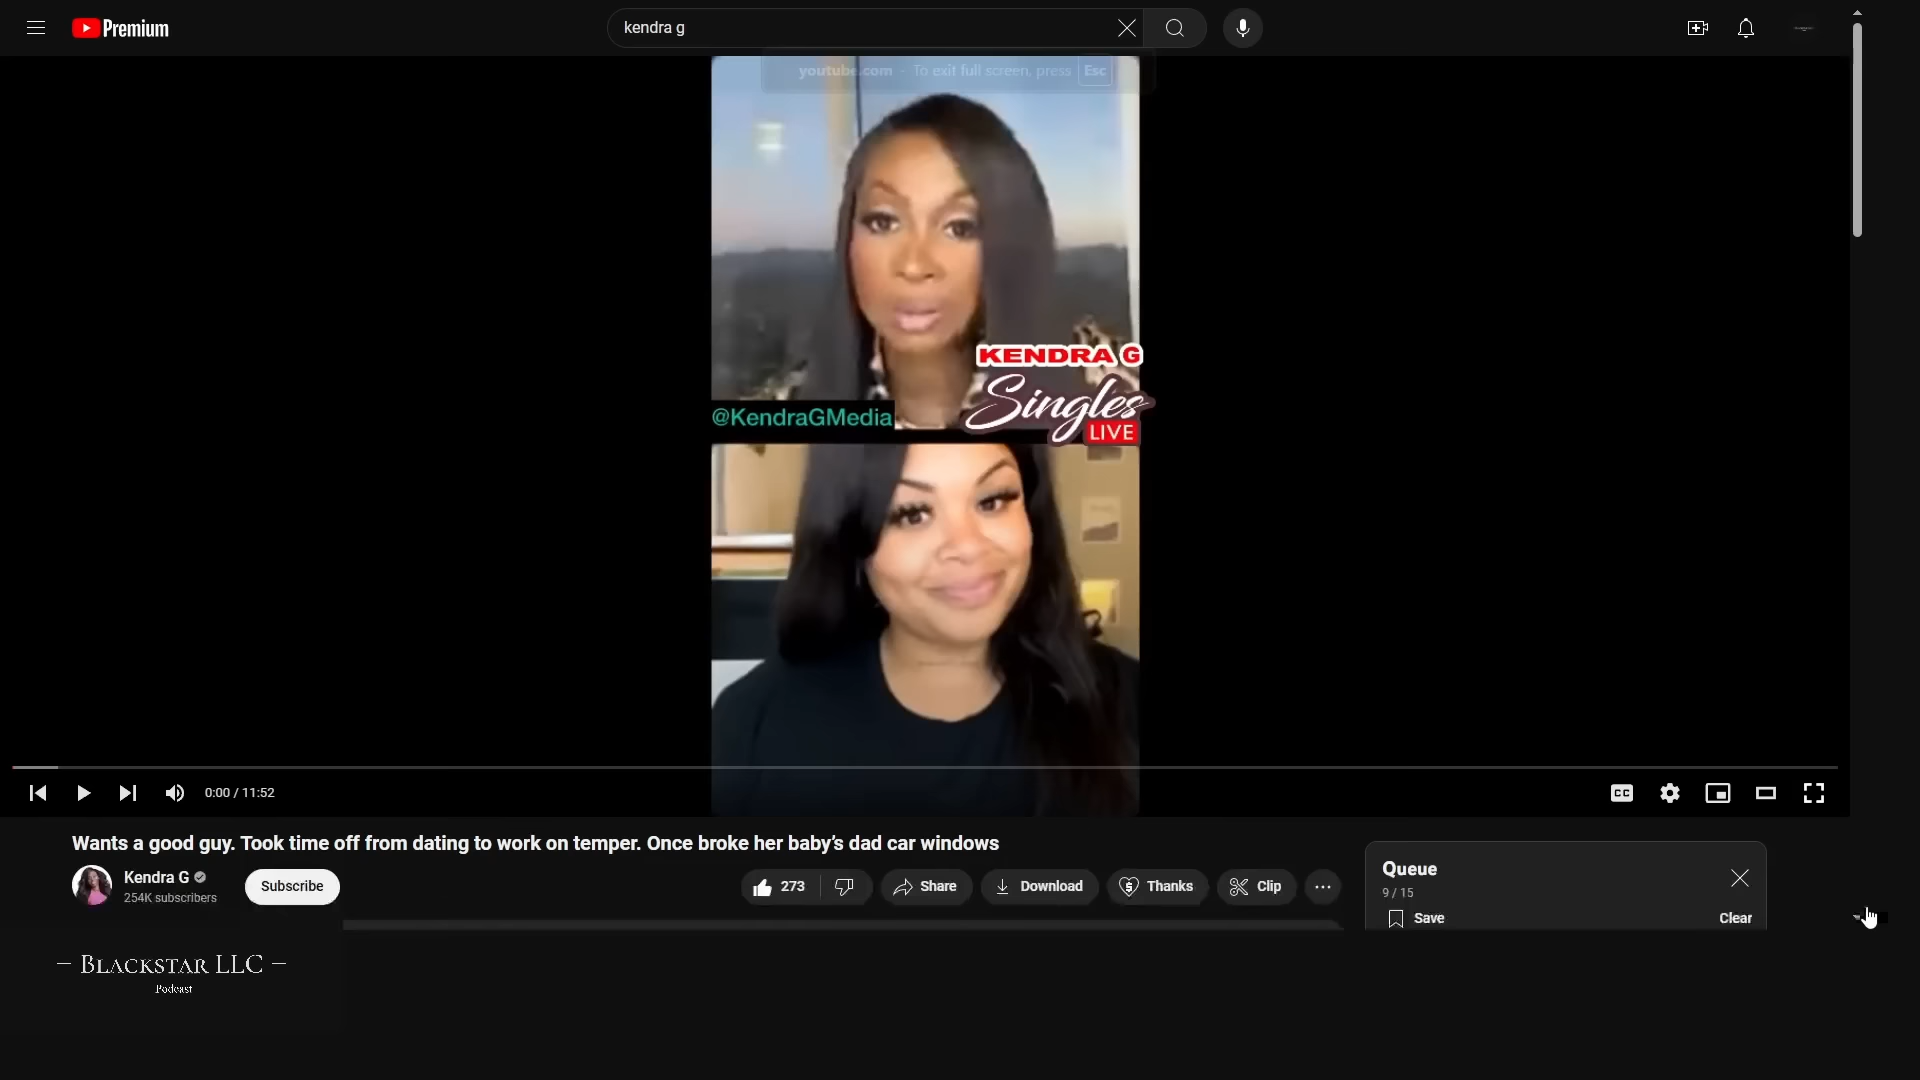 Premium
kendra g
youtube.com - To exit full screen, press Esc
KENDRA G
Singles
LIVE
@KendraGMedia
0:00 / 11:52
CC
Wants a good guy. Took time off from dating to work on temper. Once broke her baby’s dad car windows
Kendra G
254K subscribers
Subscribe
273
Share
Download
Thanks
Clip
Queue
9 / 15
Save
Clear
— BLACKSTAR LLC —
Podcast